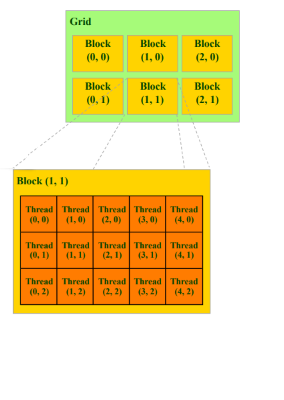 Grid
Block Block Block
(0, 0) (1, 0) (2, 0)
Block Block Block
(0, 1) (1, 1) (2, 1)
Block (1, 1)
Thread Thread Thread Thread Thread
(0, 0) (1, 0) (2, 0) (3, 0) (4, 0)
Thread Thread Thread Thread Thread
(0, 1) (1, 1) (2, 1) (3, 1) (4, 1)
Thread Thread Thread Thread Thread
(0, 2) (1, 2) (2, 2) (3, 2) (4, 2)